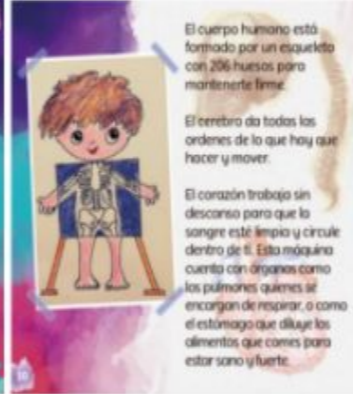 El cuerpo humano está
formado por un esqueleto
con 206 huesos para
mantenerte firme.
El cerebro da todas las
ordenes de lo que hay que
hacer y mover.
El corazón trabaja sin
descanso para que la
sangre esté limpia y circule
dentro de ti. Esta máquina
cuenta con órganos como
los pulmones quienes se
encargan de respirar, o como
el estómago que diluye los
alimentos que comes para
estar sano y fuerte.
10